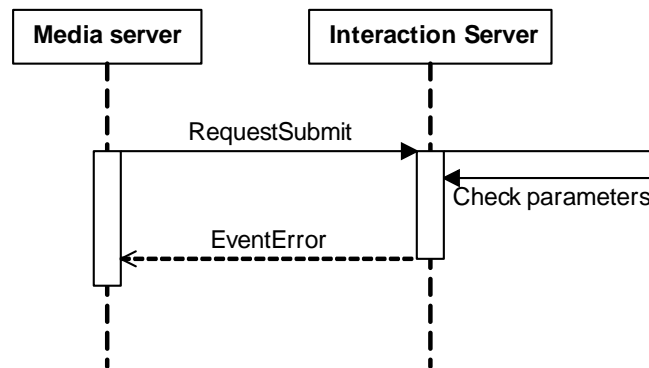 Media server
Interaction Server
RequestSubmit
Check parameters
EventError